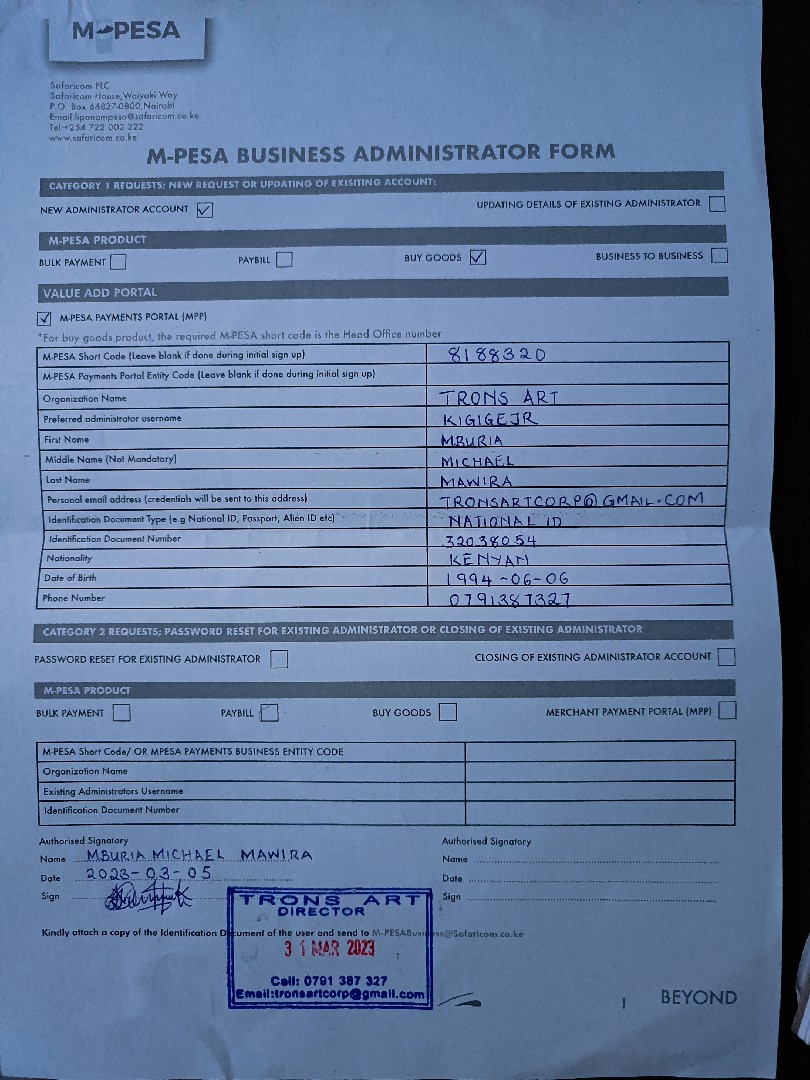 M-PESA
Safaricom PLC
Safaricom House, Waiyaki Way
P.O. Box 66827-0800, Nairobi
Email:lipanampesa@safaricom.co.ke
Tel:+254 722 002 222
www.safaricom.co.ke
M-PESA BUSINESS ADMINISTRATOR FORM
CATEGORY 1 REQUESTS; NEW REQUEST OR UPDATING OF EXISITING ACCOUNT:
NEW ADMINISTRATOR ACCOUNT ☑ UPDATING DETAILS OF EXISTING ADMINISTRATOR ☐
M-PESA PRODUCT
BULK PAYMENT ☐ PAYBILL ☐ BUY GOODS ☑ BUSINESS TO BUSINESS ☐
VALUE ADD PORTAL
☑ M-PESA PAYMENTS PORTAL (MPP)
*For buy goods product, the required M-PESA short code is the Head Office number
M-PESA Short Code (Leave blank if done during initial sign up) 8188320
M-PESA Payments Portal Entity Code (Leave blank if done during initial sign up)
Organization Name TRONS ART
Preferred administrator username KIGIGEJR
First Name MBURIA
Middle Name (Not Mandatory) MICHAEL
Last Name MAWIRA
Personal email address (credentials will be sent to this address) TRONSARTCORP@GMAIL.COM
Identification Document Type (e.g National ID, Passport, Alien ID etc) NATIONAL ID
Identification Document Number 32038054
Nationality KENYAN
Date of Birth 1994-06-06
Phone Number 0791387327
CATEGORY 2 REQUESTS; PASSWORD RESET FOR EXISTING ADMINISTRATOR OR CLOSING OF EXISTING ADMINISTRATOR
PASSWORD RESET FOR EXISTING ADMINISTRATOR ☐ CLOSING OF EXISTING ADMINISTRATOR ACCOUNT ☐
M-PESA PRODUCT
BULK PAYMENT ☐ PAYBILL ☐ BUY GOODS ☐ MERCHANT PAYMENT PORTAL (MPP) ☐
M-PESA Short Code/ OR MPESA PAYMENTS BUSINESS ENTITY CODE
Organization Name
Existing Administrators Username
Identification Document Number
Authorised Signatory Authorised Signatory
Name MBURIA MICHAEL MAWIRA Name
Date 2023-03-05 Date
Sign Sign
TRONS ART
DIRECTOR
Kindly attach a copy of the Identification Document of the user and send to M-PESABusiness@Safaricom.co.ke
31 MAR 2023
Cell: 0791 387 327
Email:tronsartcorp@gmail.com
BEYOND